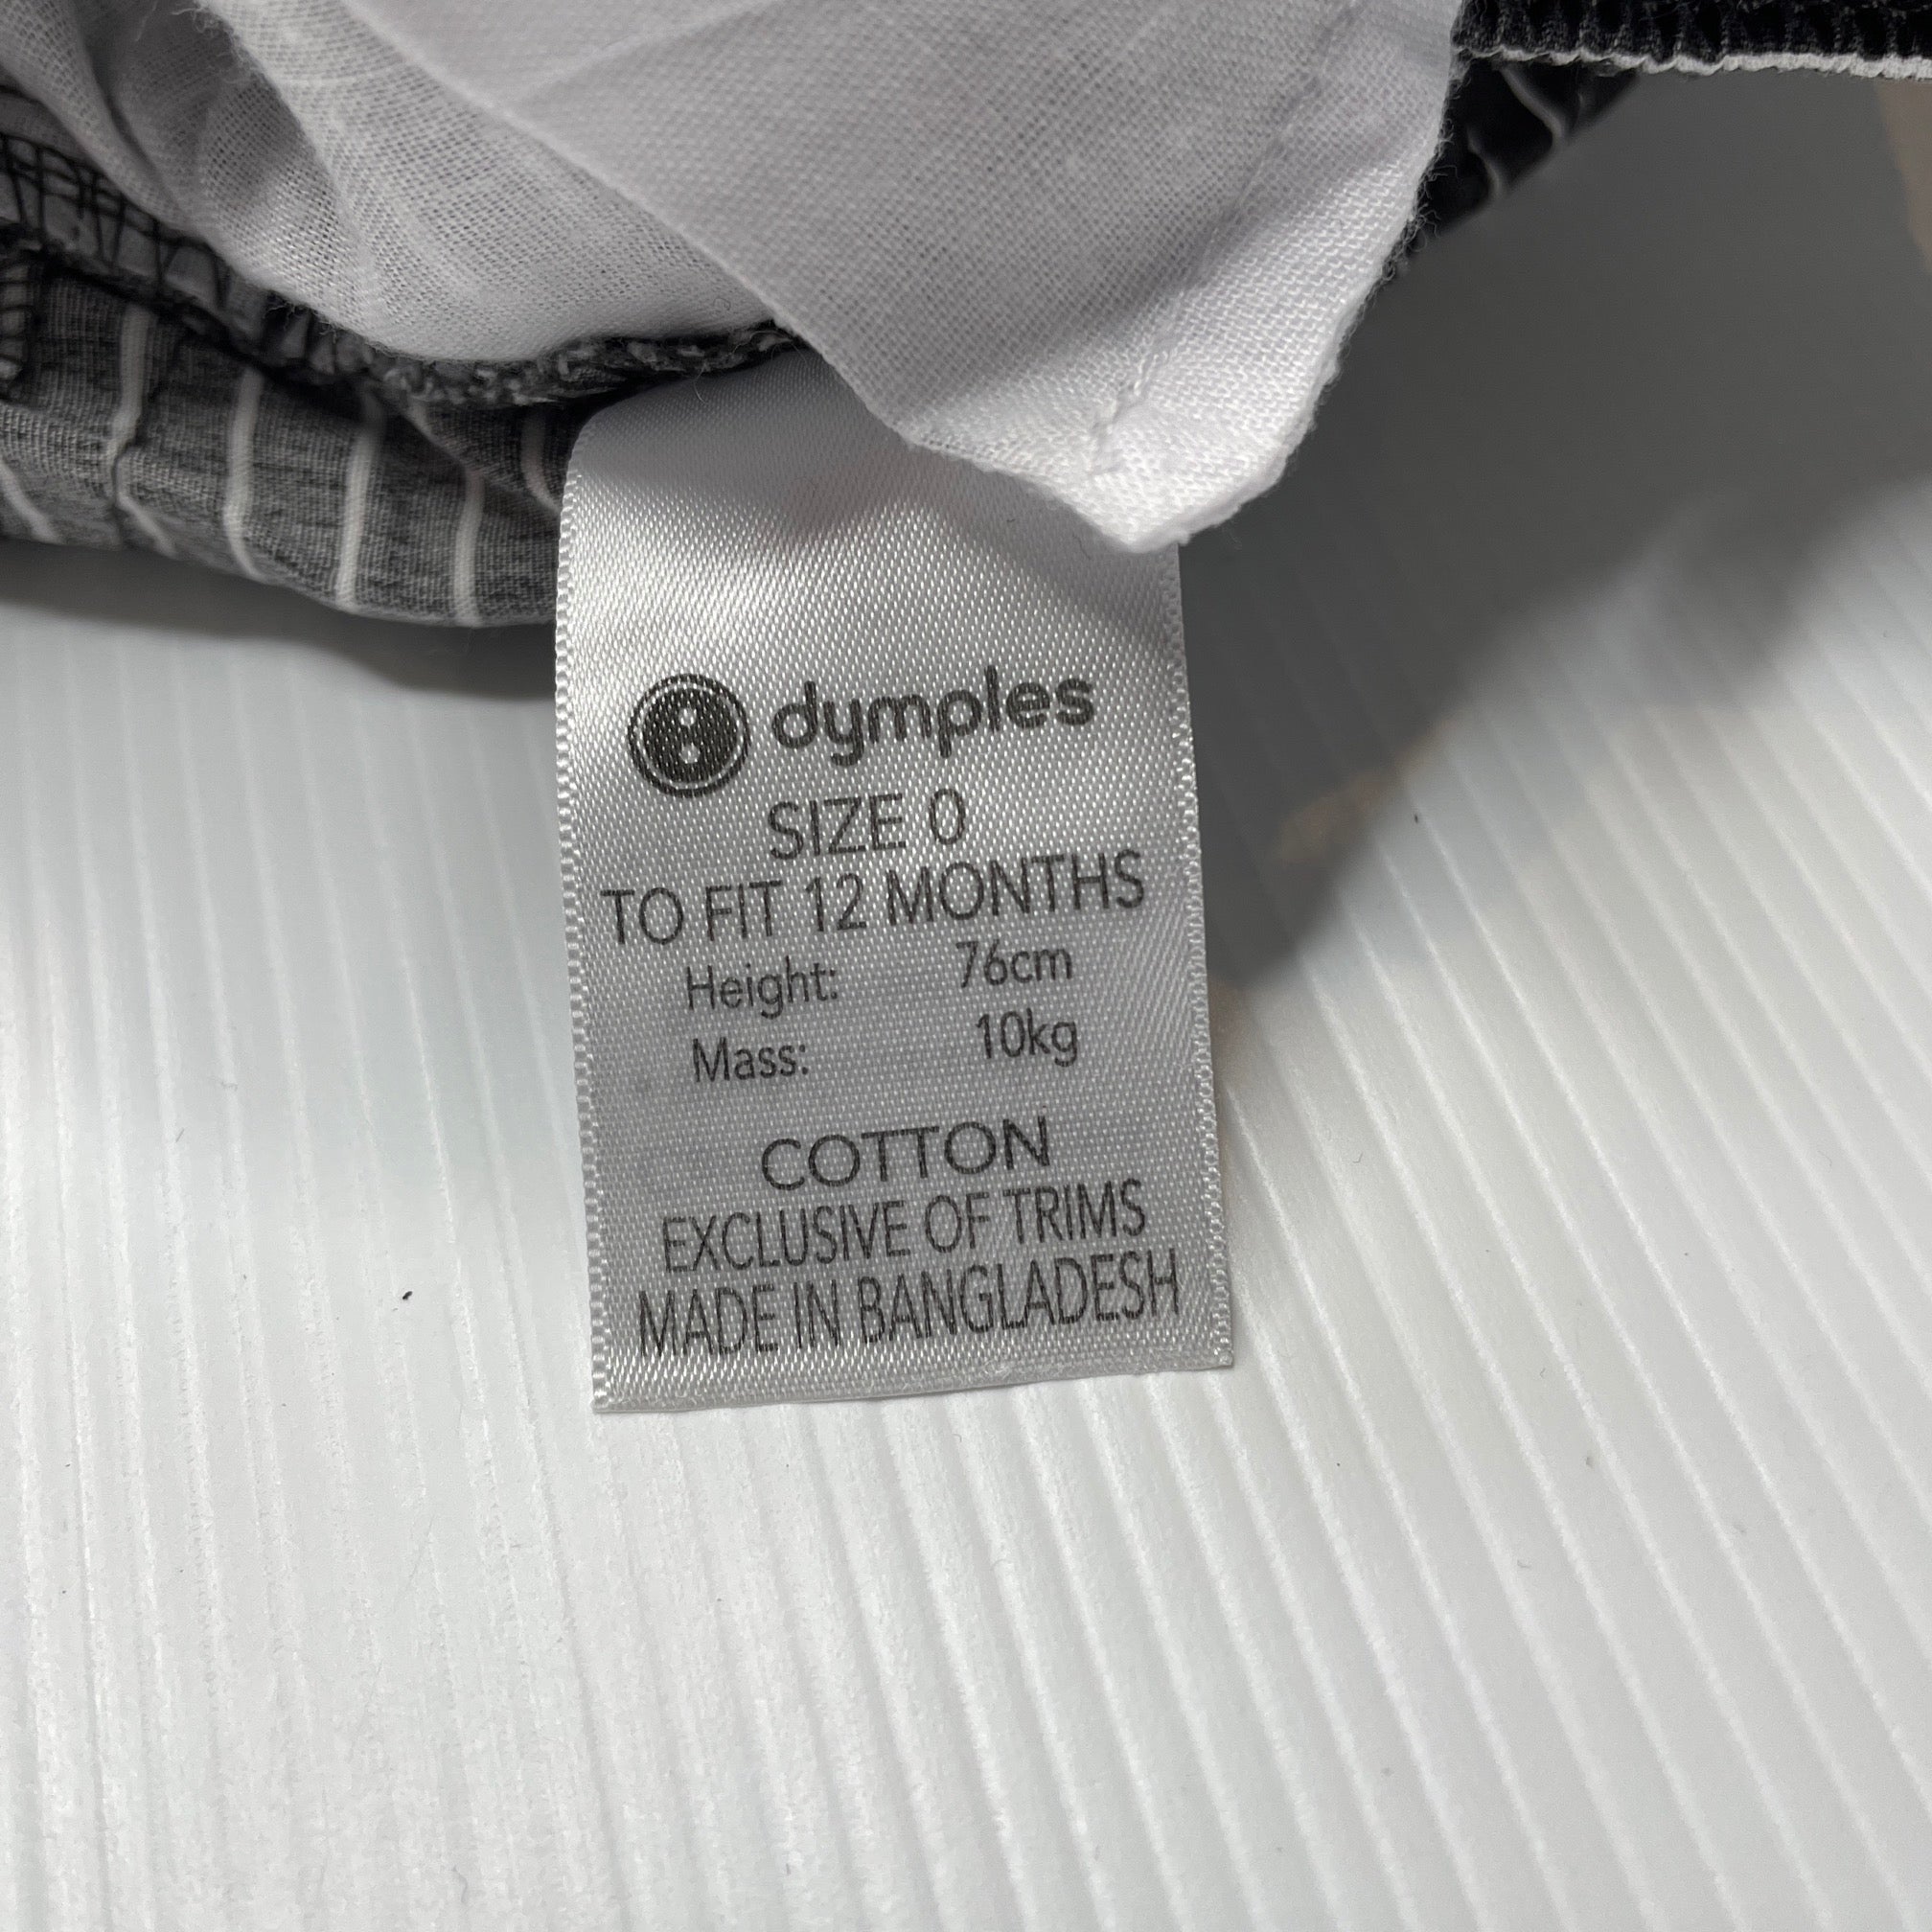 dymples
SIZE 0
TO FIT 12 MONTHS
Height: 76cm
Mass: 10kg
COTTON
EXCLUSIVE OF TRIMS
MADE IN BANGLADESH